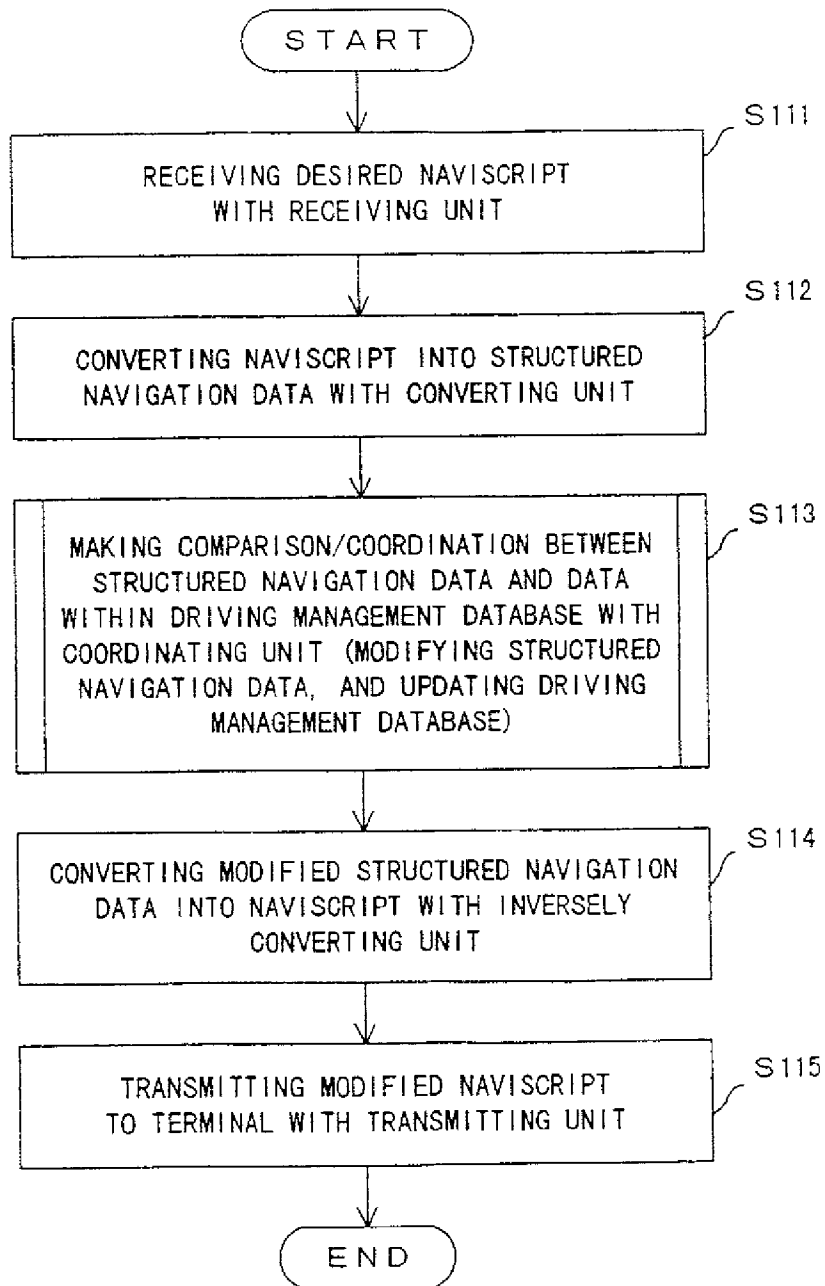 START
S111
RECEIVING DESIRED NAVISCRIPT
WITH RECEIVING UNIT
S112
CONVERTING NAVISCRIPT INTO STRUCTURED
NAVIGATION DATA WITH CONVERTING UNIT
S113
MAKING COMPARISON/COORDINATION BETWEEN
STRUCTURED NAVIGATION DATA AND DATA
WITHIN DRIVING MANAGEMENT DATABASE WITH
COORDINATING UNIT (MODIFYING STRUCTURED
NAVIGATION DATA, AND UPDATING DRIVING
MANAGEMENT DATABASE)
S114
CONVERTING MODIFIED STRUCTURED NAVIGATION
DATA INTO NAVISCRIPT WITH INVERSELY
CONVERTING UNIT
S115
TRANSMITTING MODIFIED NAVISCRIPT
TO TERMINAL WITH TRANSMITTING UNIT
END